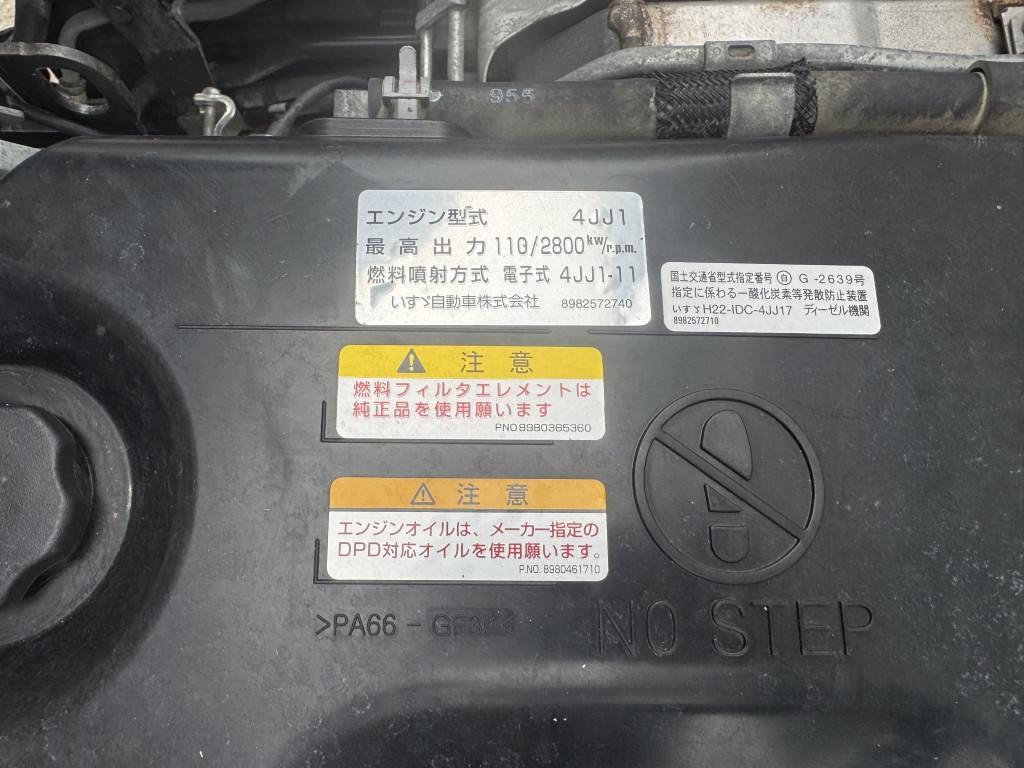 955
エンジン型式 4JJ1
最高出力 110/2800kw/r.p.m.
燃料噴射方式 電子式 4JJ1-11
いすゞ自動車株式会社 8982572740
国土交通省型式指定番号 自 G-2639号
指定に係わる一酸化炭素等発散防止装置
いすゞH22-IDC-4JJ17 ディーゼル機関
8982572710
注意
燃料フィルタエレメントは
純正品を使用願います
PNO8980365360
注意
エンジンオイルは、メーカー指定の
DPD対応オイルを使用願います。
P.NO. 8980461710
>PA66-
NO STEP